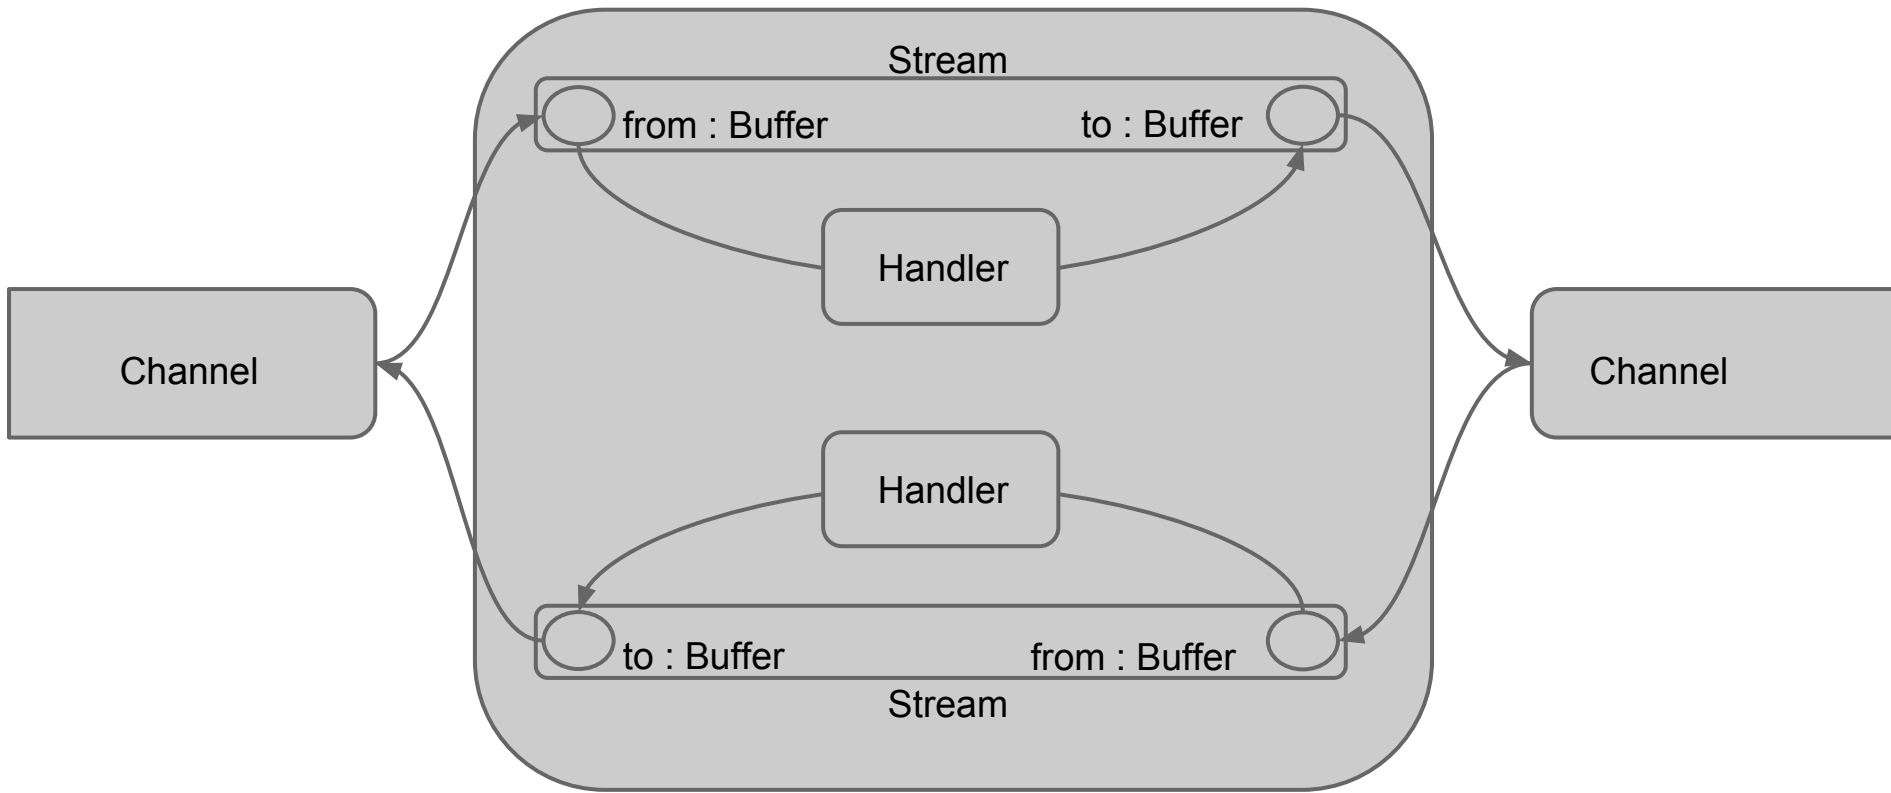 Stream
from : Buffer
to : Buffer
Handler
Channel
Channel
Handler
to : Buffer
from : Buffer
Stream